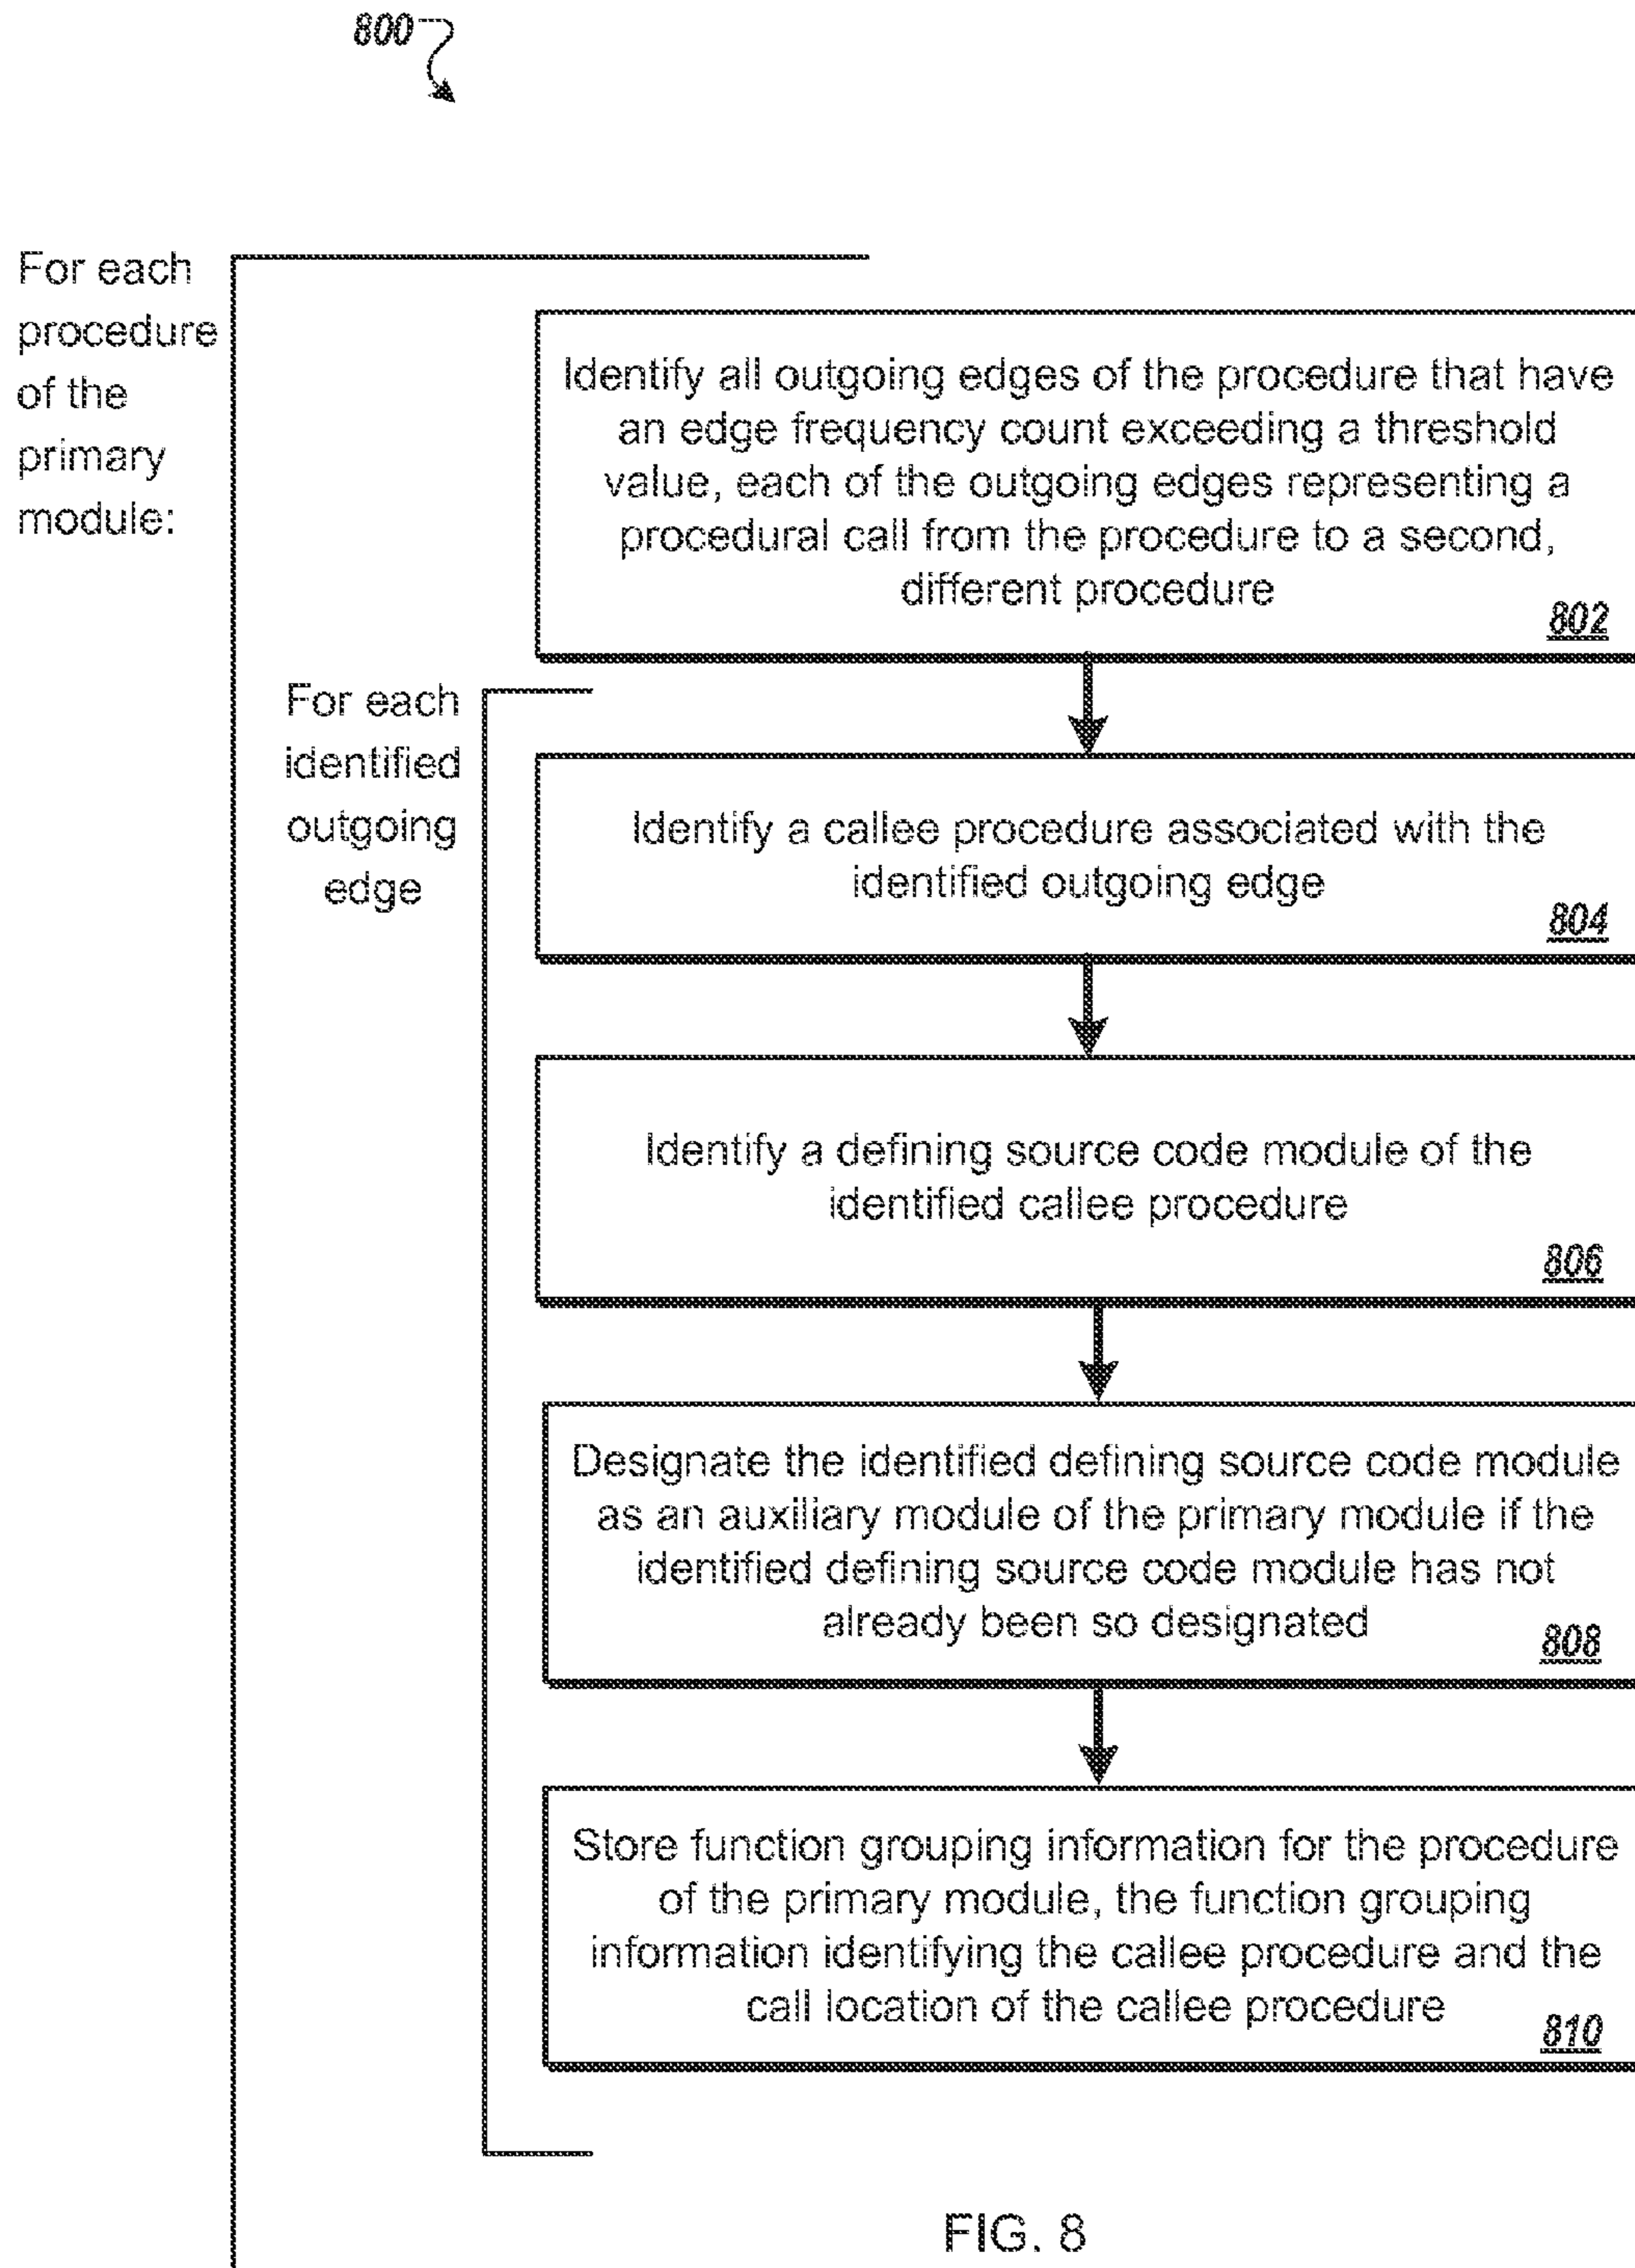 800
For each
procedure
of the
primary
module:
Identify all outgoing edges of the procedure that have
an edge frequency count exceeding a threshold
value, each of the outgoing edges representing a
procedural call from the procedure to a second,
different procedure
802
For each
identified
outgoing
edge
Identify a callee procedure associated with the
identified outgoing edge
804
Identify a defining source code module of the
identified callee procedure
806
Designate the identified defining source code module
as an auxiliary module of the primary module if the
identified defining source code module has not
already been so designated
808
Store function grouping information for the procedure
of the primary module, the function grouping
information identifying the callee procedure and the
call location of the callee procedure
810
FIG. 8